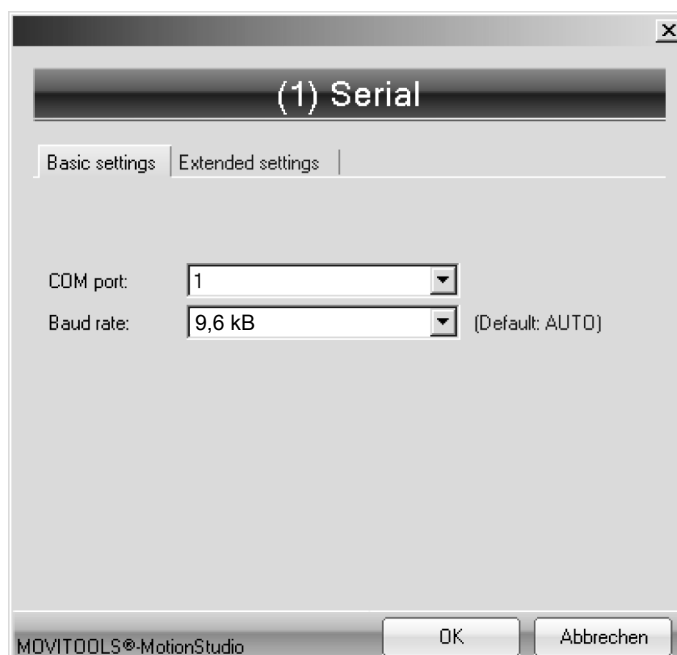 (1) Serial
Basic settings Extended settings
COM port: 1
Baud rate: 9,6 kB (Default: AUTO)
MOVITOOLS®-MotionStudio OK Abbrechen